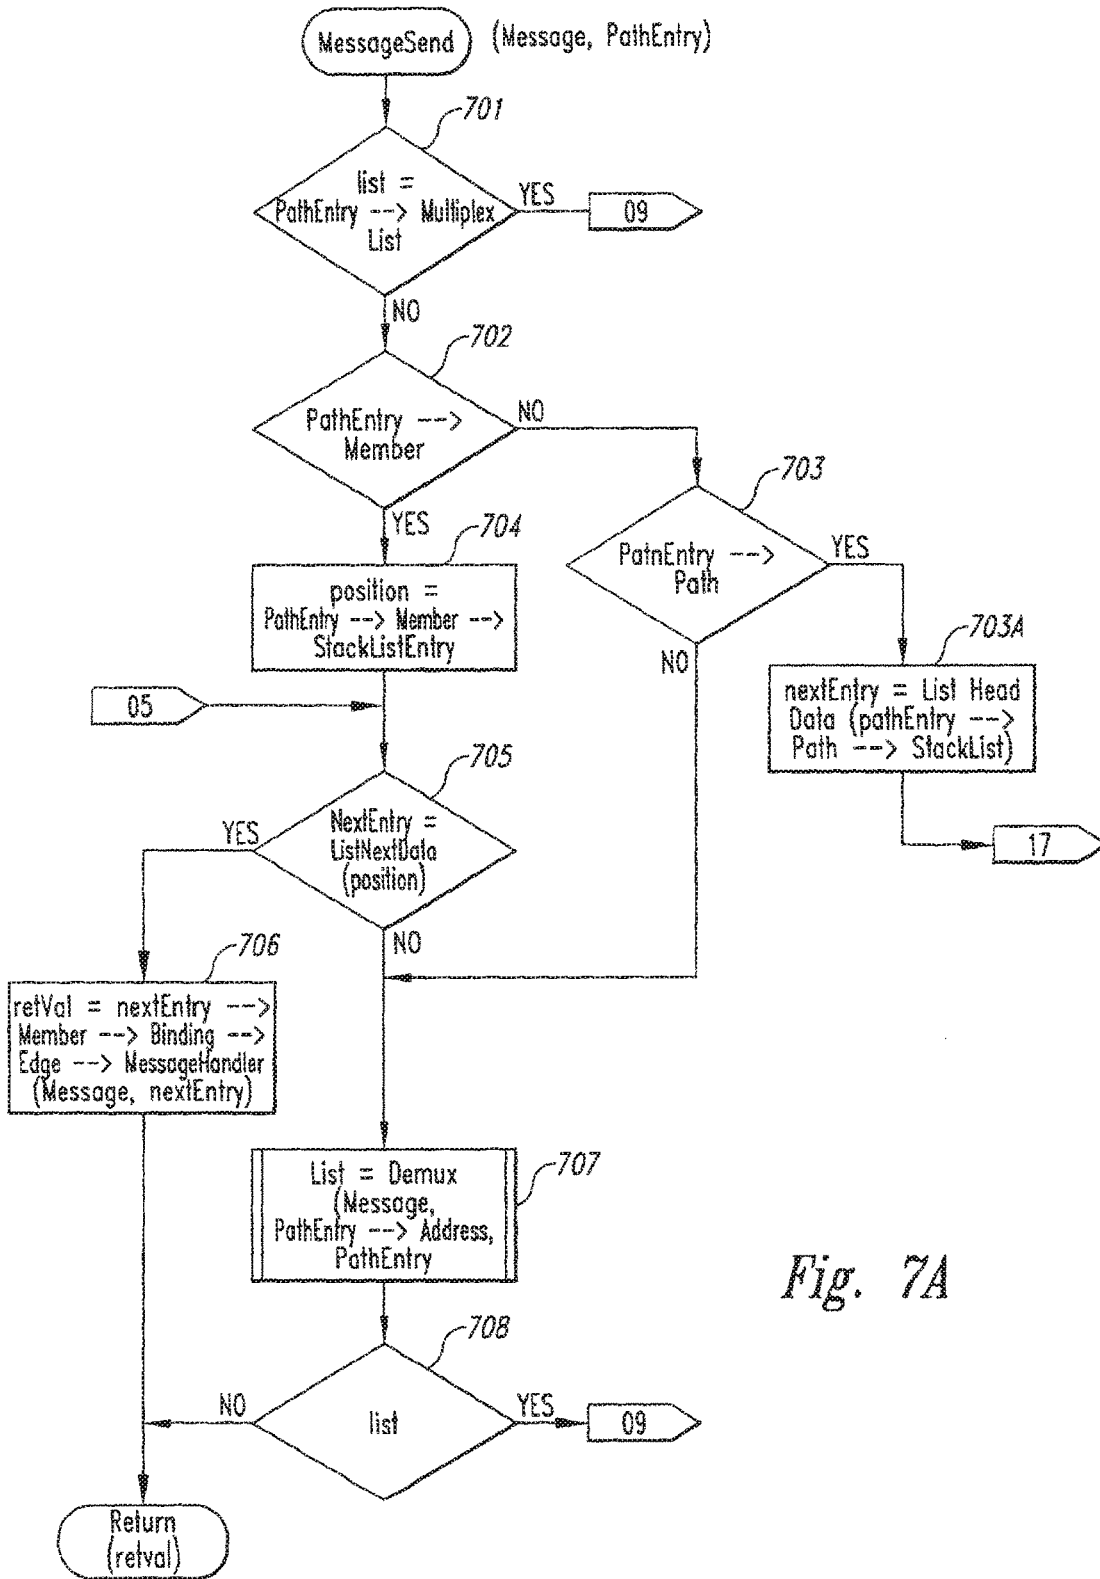 MessageSend (Message, PathEntry)
701
list =
PathEntry --> Multiplex
List
YES
09
NO
702
PathEntry -->
Member
NO
703
YES
704
PatnEntry -->
Path
YES
position =
PathEntry --> Member -->
StackListEntry
NO
703A
nextEntry = List Head
Data (pathEntry -->
Path --> StackList)
05
705
YES
NextEntry =
ListNextData
(position)
17
NO
706
retVal = nextEntry -->
Member --> Binding -->
Edge --> MessageHandler
(Message, nextEntry)
707
List = Demux
(Message,
PathEntry --> Address,
PathEntry
Fig. 7A
708
NO
list
YES
09
Return
(retval)